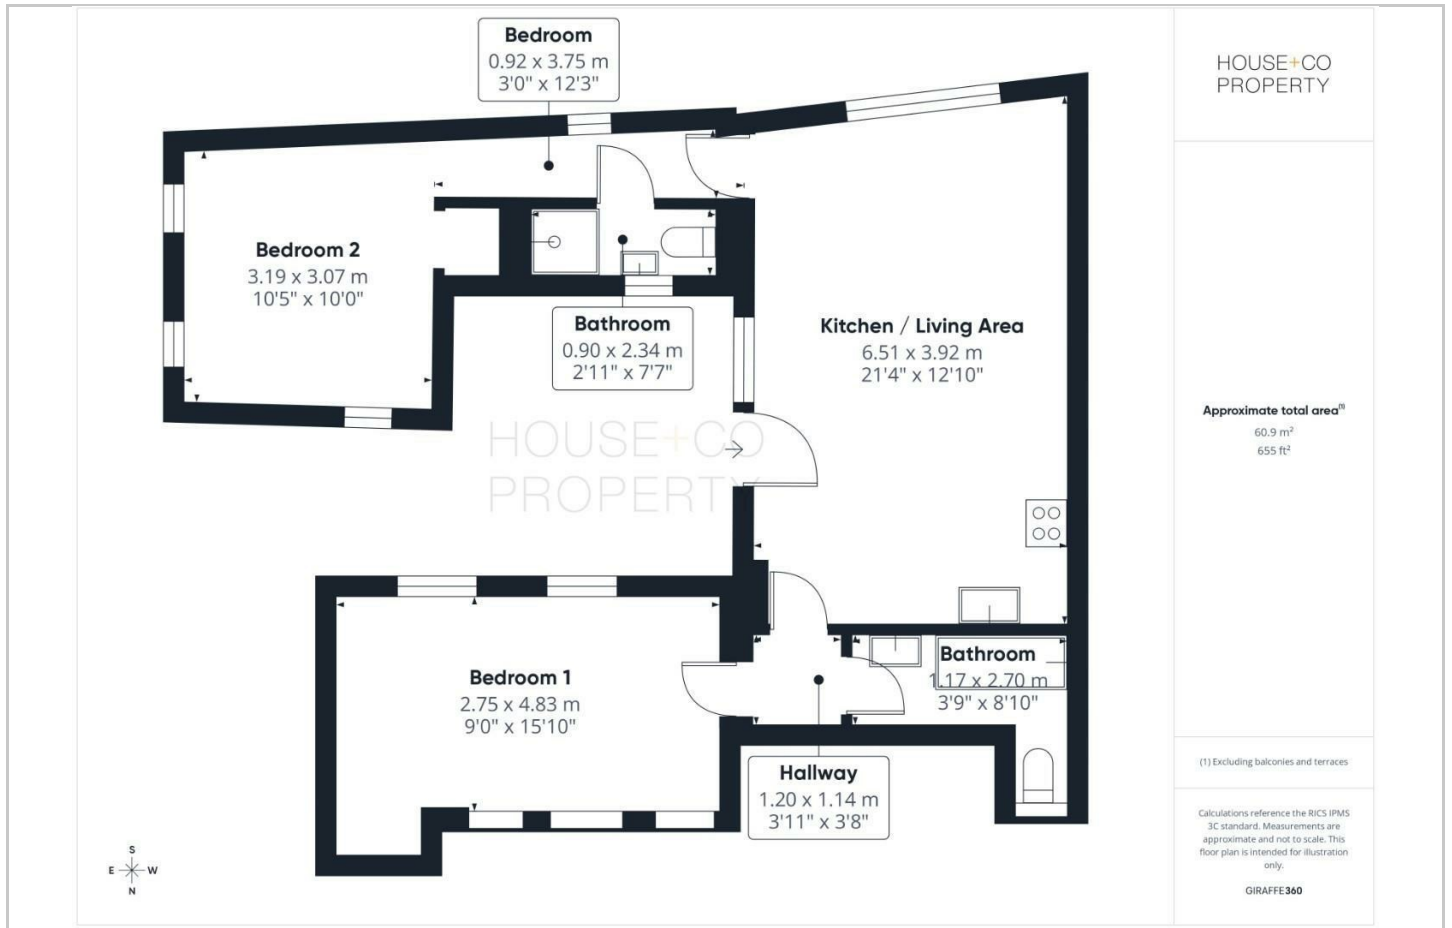 Bedroom
0.92 x 3.75 m
3'0" x 12'3"
Bedroom 2
3.19 x 3.07 m
10'5" x 10'0"
Bathroom
0.90 x 2.34 m
2'11" x 7'7"
Kitchen / Living Area
6.51 x 3.92 m
21'4" x 12'10"
HOUSE+CO
PROPERTY
Bedroom 1
2.75 x 4.83 m
9'0" x 15'10"
Bathroom
1.17 x 2.70 m
3'9" x 8'10"
Hallway
1.20 x 1.14 m
3'11" x 3'8"
S
E W
N
HOUSE+CO
PROPERTY
Approximate total area(1)
60.9 m²
655 ft²
(1) Excluding balconies and terraces
Calculations reference the RICS IPMS
3C standard. Measurements are
approximate and not to scale. This
floor plan is intended for illustration
only.
GIRAFFE360